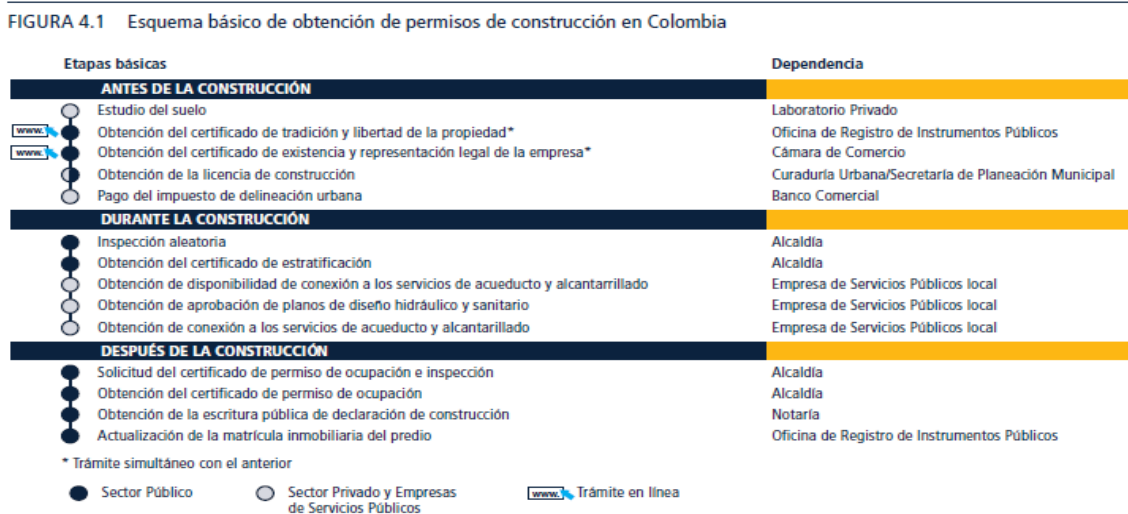 FIGURA 4.1 Esquema básico de obtención de permisos de construcción en Colombia
Etapas básicas Dependencia
ANTES DE LA CONSTRUCCIÓN
Estudio del suelo Laboratorio Privado
www. Obtención del certificado de tradición y libertad de la propiedad* Oficina de Registro de Instrumentos Públicos
www. Obtención del certificado de existencia y representación legal de la empresa* Cámara de Comercio
Obtención de la licencia de construcción Curaduría Urbana/Secretaría de Planeación Municipal
Pago del impuesto de delineación urbana Banco Comercial
DURANTE LA CONSTRUCCIÓN
Inspección aleatoria Alcaldía
Obtención del certificado de estratificación Alcaldía
Obtención de disponibilidad de conexión a los servicios de acueducto y alcantarrillado Empresa de Servicios Públicos local
Obtención de aprobación de planos de diseño hidráulico y sanitario Empresa de Servicios Públicos local
Obtención de conexión a los servicios de acueducto y alcantarillado Empresa de Servicios Públicos local
DESPUÉS DE LA CONSTRUCCIÓN
Solicitud del certificado de permiso de ocupación e inspección Alcaldía
Obtención del certificado de permiso de ocupación Alcaldía
Obtención de la escritura pública de declaración de construcción Notaría
Actualización de la matrícula inmobiliaria del predio Oficina de Registro de Instrumentos Públicos
* Trámite simultáneo con el anterior
Sector Público Sector Privado y Empresas www. Trámite en línea
de Servicios Públicos